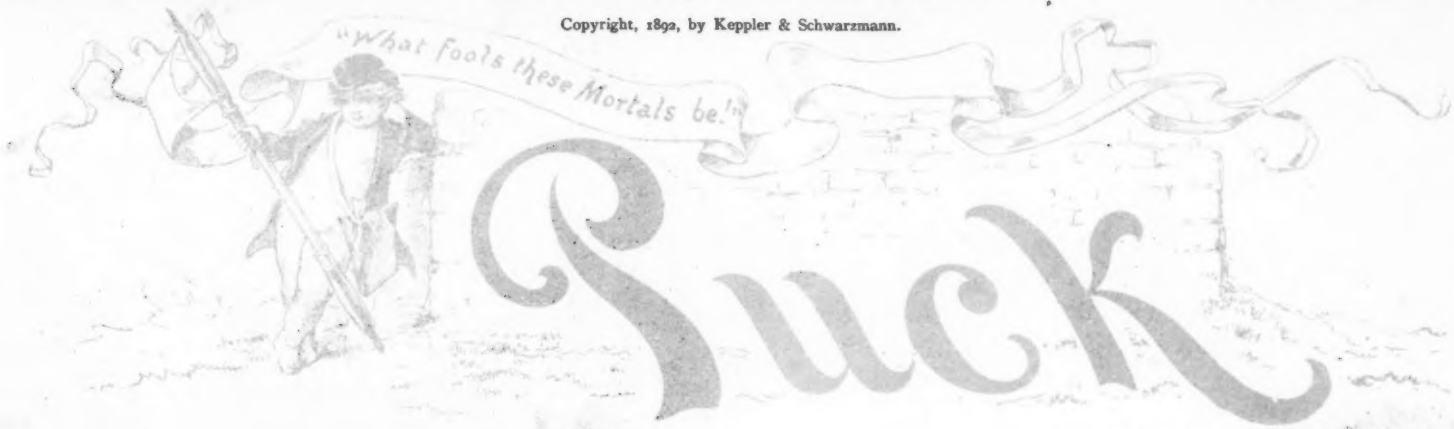 Copyright, 1892, by Keppler & Schwarzmann.
"What Fools these Mortals be!"
Puck